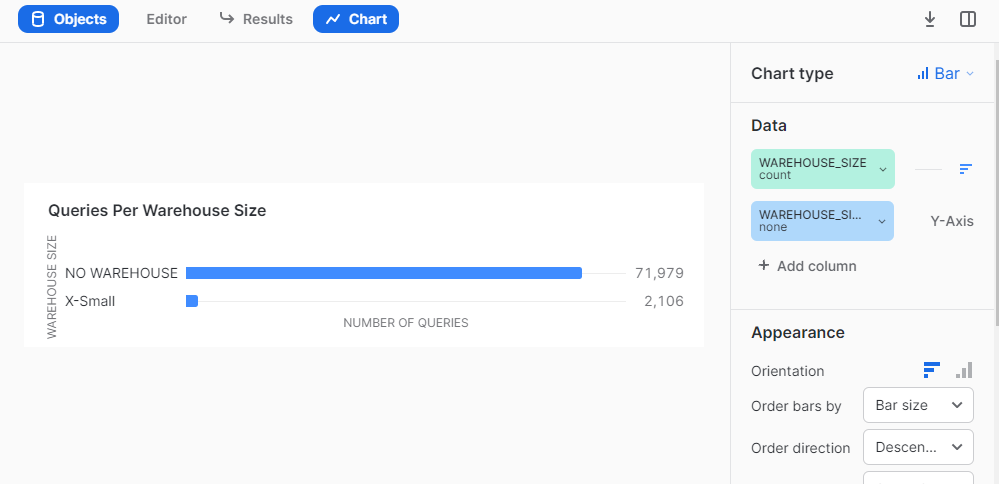 Objects
Editor
Results
Chart
Queries Per Warehouse Size
WAREHOUSE SIZE
NO WAREHOUSE 71,979
X-Small 2,106
NUMBER OF QUERIES
Chart type
Bar
Data
WAREHOUSE_SIZE
count
WAREHOUSE_SI...
none
Y-Axis
+ Add column
Appearance
Orientation
Order bars by
Bar size
Order direction
Descen...